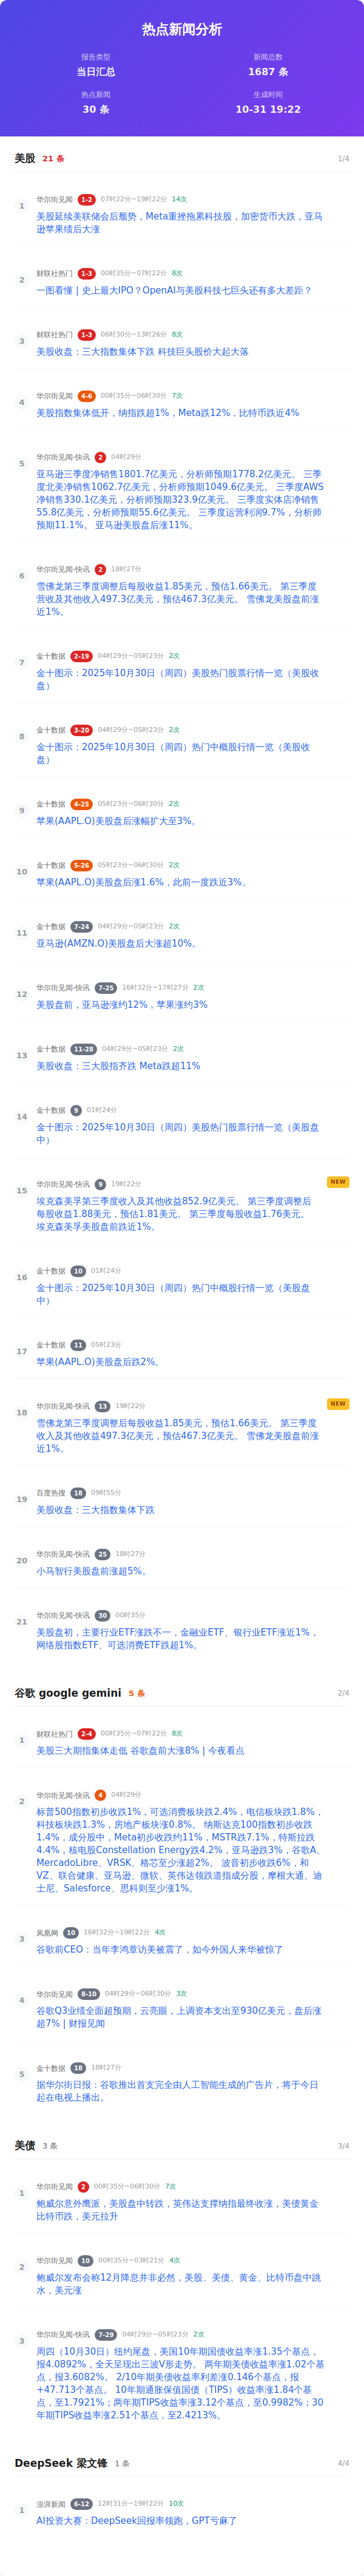 热点新闻分析
报告类型
当日汇总
新闻总数
1687 条
热点新闻
30 条
生成时间
10-31 19:22
美股 21 条 1/4
1
华尔街见闻 1-2 07时22分~19时22分 14次
美股延续美联储会后颓势，Meta重挫拖累科技股，加密货币大跌，亚马
逊苹果绩后大涨
2
财联社热门 1-3 00时35分~07时22分 8次
一图看懂 | 史上最大IPO？OpenAI与美股科技七巨头还有多大差距？
3
财联社热门 1-3 06时30分~13时26分 8次
美股收盘：三大指数集体下跌 科技巨头股价大起大落
4
华尔街见闻 4-6 00时35分~06时30分 7次
美股指数集体低开，纳指跌超1%，Meta跌12%，比特币跌近4%
5
华尔街见闻-快讯 2 04时29分
亚马逊三季度净销售1801.7亿美元，分析师预期1778.2亿美元。 三季
度北美净销售1062.7亿美元，分析师预期1049.6亿美元。 三季度AWS
净销售330.1亿美元，分析师预期323.9亿美元。 三季度实体店净销售
55.8亿美元，分析师预期55.6亿美元。 三季度运营利润9.7%，分析师
预期11.1%。 亚马逊美股盘后涨11%。
6
华尔街见闻-快讯 2 18时27分
雪佛龙第三季度调整后每股收益1.85美元，预估1.66美元。 第三季度
营收及其他收入497.3亿美元，预估467.3亿美元。 雪佛龙美股盘前涨
近1%。
7
金十数据 2-19 04时29分~05时23分 2次
金十图示：2025年10月30日（周四）美股热门股票行情一览（美股收
盘）
8
金十数据 3-20 04时29分~05时23分 2次
金十图示：2025年10月30日（周四）热门中概股行情一览（美股收
盘）
9
金十数据 4-25 05时23分~06时30分 2次
苹果(AAPL.O)美股盘后涨幅扩大至3%。
10
金十数据 5-26 05时23分~06时30分 2次
苹果(AAPL.O)美股盘后涨1.6%，此前一度跌近3%。
11
金十数据 7-24 04时29分~05时23分 2次
亚马逊(AMZN.O)美股盘后大涨超10%。
12
华尔街见闻-快讯 7-25 16时32分~17时27分 2次
美股盘前，亚马逊涨约12%，苹果涨约3%
13
金十数据 11-28 04时29分~05时23分 2次
美股收盘：三大股指齐跌 Meta跌超11%
14
金十数据 9 01时24分
金十图示：2025年10月30日（周四）美股热门股票行情一览（美股盘
中）
15
华尔街见闻-快讯 9 19时22分 NEW
埃克森美孚第三季度收入及其他收益852.9亿美元。 第三季度调整后
每股收益1.88美元，预估1.81美元。 第三季度每股收益1.76美元。
埃克森美孚美股盘前跌近1%。
16
金十数据 10 01时24分
金十图示：2025年10月30日（周四）热门中概股行情一览（美股盘
中）
17
金十数据 11 05时23分
苹果(AAPL.O)美股盘后跌2%。
18
华尔街见闻-快讯 13 19时22分 NEW
雪佛龙第三季度调整后每股收益1.85美元，预估1.66美元。 第三季度
收入及其他收益497.3亿美元，预估467.3亿美元。 雪佛龙美股盘前涨
近1%。
19
百度热搜 18 09时55分
美股收盘：三大指数集体下跌
20
华尔街见闻-快讯 25 18时27分
小马智行美股盘前涨超5%。
21
华尔街见闻-快讯 30 00时35分
美股盘初，主要行业ETF涨跌不一，金融业ETF、银行业ETF涨近1%，
网络股指数ETF、可选消费ETF跌超1%。
谷歌 google gemini 5 条 2/4
1
财联社热门 2-4 00时35分~07时22分 8次
美股三大期指集体走低 谷歌盘前大涨8% | 今夜看点
2
华尔街见闻-快讯 4 04时29分
标普500指数初步收跌1%，可选消费板块跌2.4%，电信板块跌1.8%，
科技板块跌1.3%，房地产板块涨0.8%。 纳斯达克100指数初步收跌
1.4%，成分股中，Meta初步收跌约11%，MSTR跌7.1%，特斯拉跌
4.4%，核电股Constellation Energy跌4.2%，亚马逊跌3%，谷歌A、
MercadoLibre、VRSK、格芯至少涨超2%。 波音初步收跌6%，和
VZ、联合健康、亚马逊、微软、英伟达领跌道指成分股，摩根大通、迪
士尼、Salesforce、思科则至少涨1%。
3
凤凰网 10 16时32分~19时22分 4次
谷歌前CEO：当年李鸿章访美被震了，如今外国人来华被惊了
4
华尔街见闻 8-10 04时29分~06时30分 3次
谷歌Q3业绩全面超预期，云亮眼，上调资本支出至930亿美元，盘后涨
超7% | 财报见闻
5
金十数据 18 18时27分
据华尔街日报：谷歌推出首支完全由人工智能生成的广告片，将于今日
起在电视上播出。
美债 3 条 3/4
1
华尔街见闻 2 00时35分~06时30分 7次
鲍威尔意外鹰派，美股盘中转跌，英伟达支撑纳指最终收涨，美债黄金
比特币跌，美元拉升
2
华尔街见闻 10 00时35分~03时21分 4次
鲍威尔发布会称12月降息并非必然，美股、美债、黄金、比特币盘中跳
水，美元涨
3
华尔街见闻-快讯 7-29 04时29分~05时23分 2次
周四（10月30日）纽约尾盘，美国10年期国债收益率涨1.35个基点，
报4.0892%，全天呈现出三波V形走势。 两年期美债收益率涨1.02个基
点，报3.6082%。 2/10年期美债收益率利差涨0.146个基点，报
+47.713个基点。 10年期通胀保值国债（TIPS）收益率涨1.84个基
点，至1.7921%；两年期TIPS收益率涨3.12个基点，至0.9982%；30
年期TIPS收益率涨2.51个基点，至2.4213%。
DeepSeek 梁文锋 1 条 4/4
1
澎湃新闻 6-12 12时31分~19时22分 10次
AI投资大赛：DeepSeek回报率领跑，GPT亏麻了